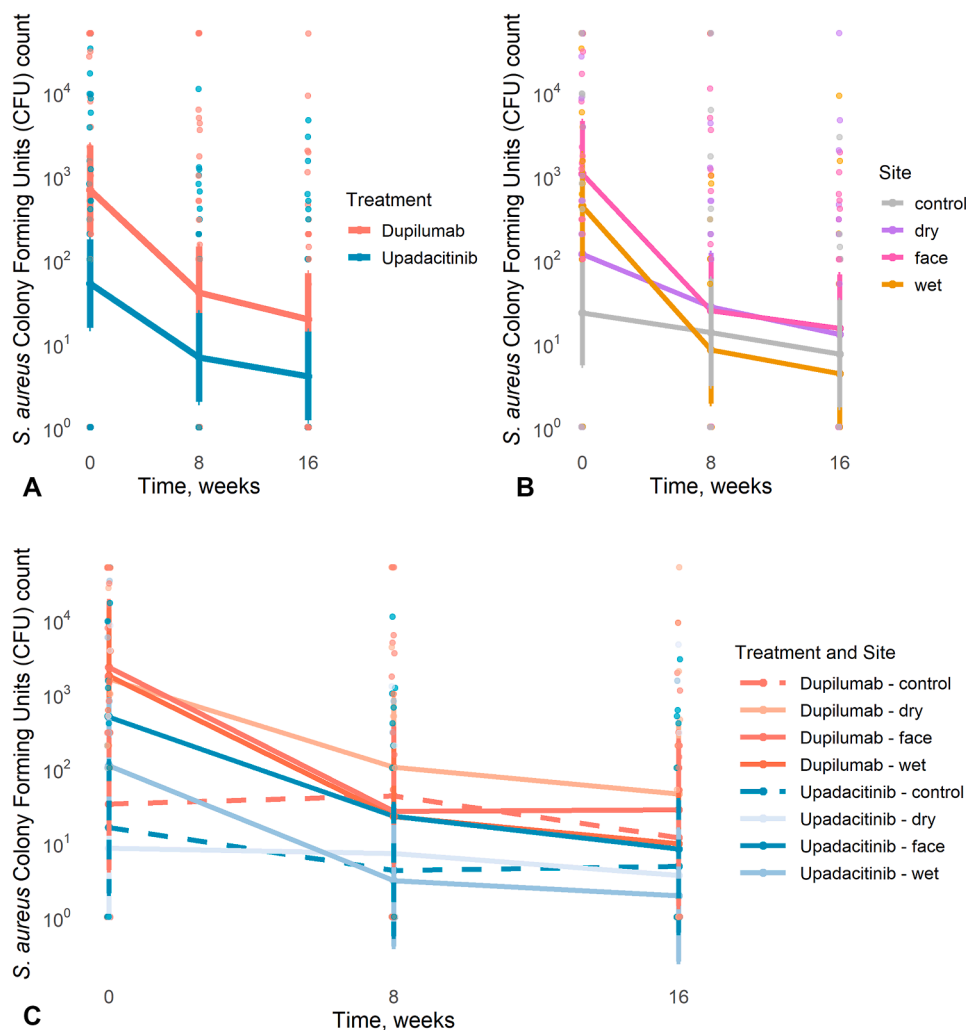 S. aureus Colony Forming Units (CFU) count
10^4
10^3
10^2
10^1
10^0
0
8
16
Time, weeks
A
Treatment
Dupilumab
Upadacitinib
S. aureus Colony Forming Units (CFU) count
10^4
10^3
10^2
10^1
10^0
0
8
16
Time, weeks
B
Site
control
dry
face
wet
S. aureus Colony Forming Units (CFU) count
10^4
10^3
10^2
10^1
10^0
0
8
16
Time, weeks
C
Treatment and Site
Dupilumab - control
Dupilumab - dry
Dupilumab - face
Dupilumab - wet
Upadacitinib - control
Upadacitinib - dry
Upadacitinib - face
Upadacitinib - wet